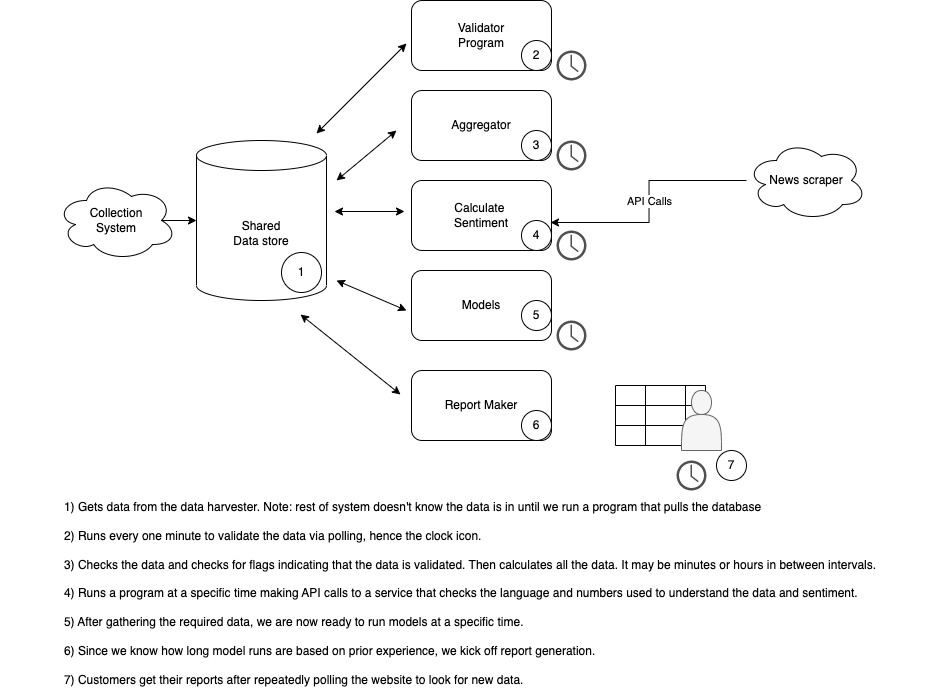 Validator
Program
2
Aggregator
3
Collection
System
Shared
Data store
1
Calculate
Sentiment
4
API Calls
News scraper
Models
5
Report Maker
6
7
1) Gets data from the data harvester. Note: rest of system doesn't know the data is in until we run a program that pulls the database
2) Runs every one minute to validate the data via polling, hence the clock icon.
3) Checks the data and checks for flags indicating that the data is validated. Then calculates all the data. It may be minutes or hours in between intervals.
4) Runs a program at a specific time making API calls to a service that checks the language and numbers used to understand the data and sentiment.
5) After gathering the required data, we are now ready to run models at a specific time.
6) Since we know how long model runs are based on prior experience, we kick off report generation.
7) Customers get their reports after repeatedly polling the website to look for new data.